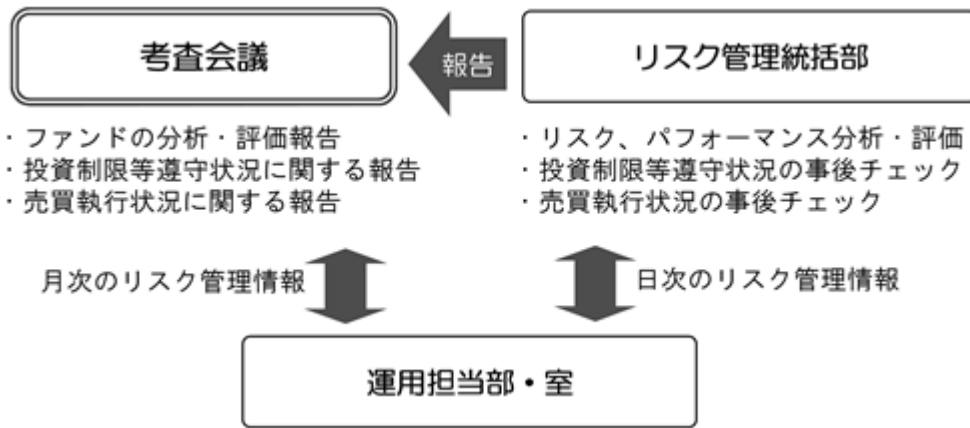 考査会議
報告
リスク管理統括部
・ファンドの分析・評価報告
・投資制限等遵守状況に関する報告
・売買執行状況に関する報告
・リスク、パフォーマンス分析・評価
・投資制限等遵守状況の事後チェック
・売買執行状況の事後チェック
月次のリスク管理情報
日次のリスク管理情報
運用担当部・室